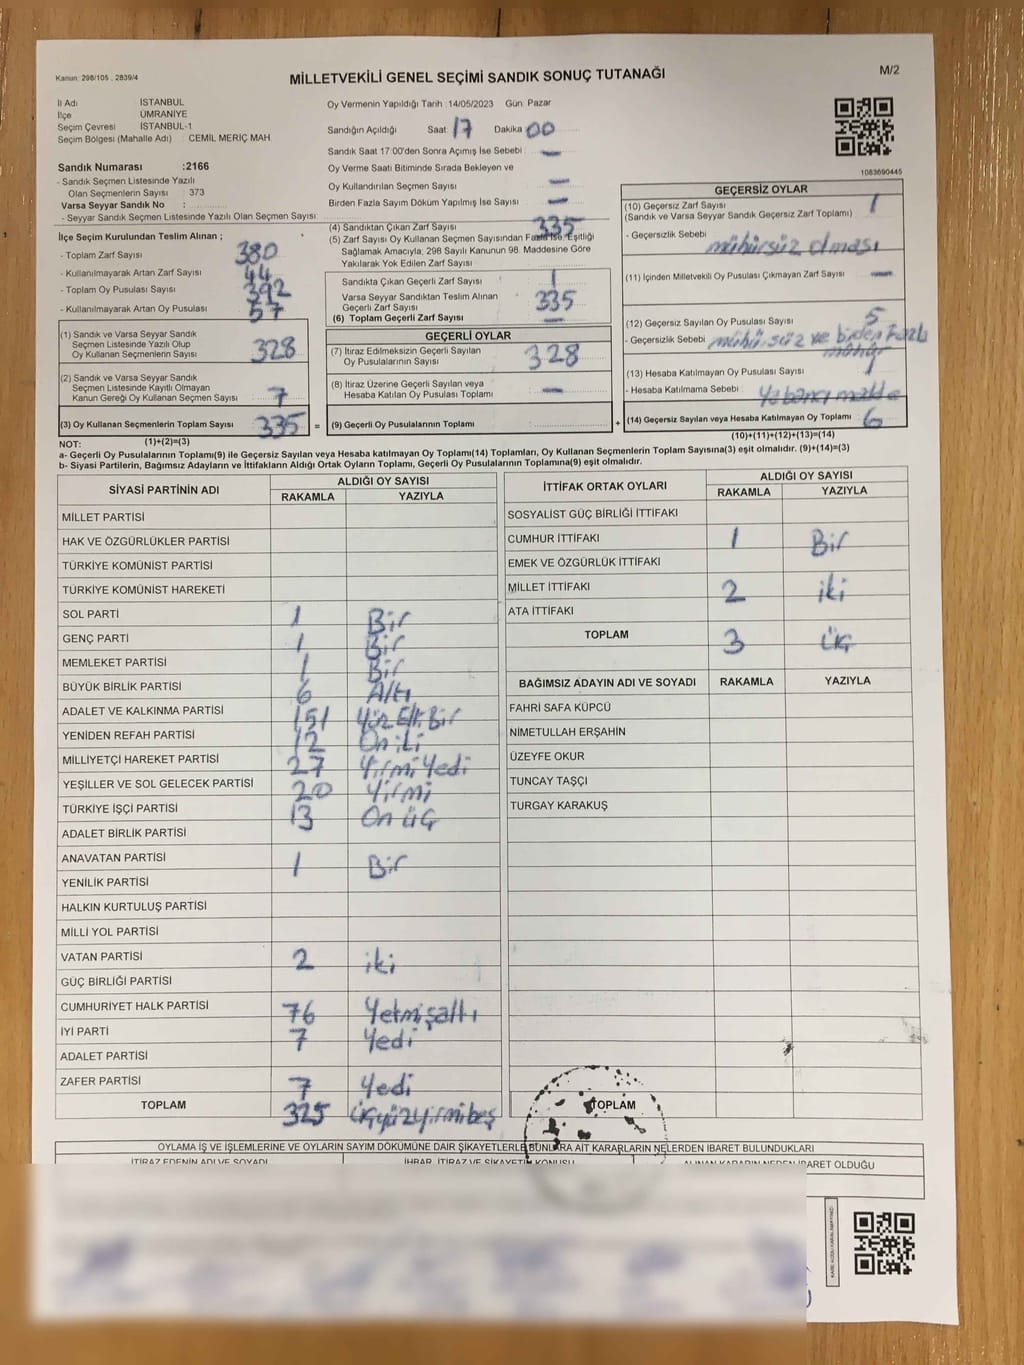 Kanun: 298/105 , 2839/4
MİLLETVEKİLİ GENEL SEÇİMİ SANDIK SONUÇ TUTANAĞI
M/2
İl Adı İSTANBUL
İlçe ÜMRANİYE
Seçim Çevresi İSTANBUL-1
Seçim Bölgesi (Mahalle Adı) : CEMİL MERİÇ MAH
Sandık Numarası :2166
- Sandık Seçmen Listesinde Yazılı
Olan Seçmenlerin Sayısı : 373
Varsa Seyyar Sandık No :
- Seyyar Sandık Seçmen Listesinde Yazılı Olan Seçmen Sayısı:
Oy Vermenin Yapıldığı Tarih :14/05/2023 Gün: Pazar
Sandığın Açıldığı Saat 17 Dakika 00
Sandık Saat 17:00'den Sonra Açımış İse Sebebi : —
Oy Verme Saati Bitiminde Sırada Bekleyen ve
Oy Kullandırılan Seçmen Sayısı —
Birden Fazla Sayım Döküm Yapılmış İse Sayısı —
1083690445
İlçe Seçim Kurulundan Teslim Alınan ;
- Toplam Zarf Sayısı 380
- Kullanılmayarak Artan Zarf Sayısı 44
- Toplam Oy Pusulası Sayısı 392
- Kullanılmayarak Artan Oy Pusulası 57
(1) Sandık ve Varsa Seyyar Sandık
Seçmen Listesinde Yazılı Olup
Oy Kullanan Seçmenlerin Sayısı 328
(2) Sandık ve Varsa Seyyar Sandık
Seçmen Listesinde Kayıtlı Olmayan
Kanun Gereği Oy Kullanan Seçmen Sayısı 7
(3) Oy Kullanan Seçmenlerin Toplam Sayısı 335 =
(4) Sandıktan Çıkan Zarf Sayısı 335
(5) Zarf Sayısı Oy Kullanan Seçmen Sayısından Fazla İse, Eşitliği
Sağlamak Amacıyla, 298 Sayılı Kanunun 98. Maddesine Göre
Yakılarak Yok Edilen Zarf Sayısı
Sandıkta Çıkan Geçerli Zarf Sayısı 1
Varsa Seyyar Sandıktan Teslim Alınan
Geçerli Zarf Sayısı 335
(6) Toplam Geçerli Zarf Sayısı —
GEÇERLİ OYLAR
(7) İtiraz Edilmeksizin Geçerli Sayılan
Oy Pusulalarının Sayısı 328
(8) İtiraz Üzerine Geçerli Sayılan veya
Hesaba Katılan Oy Pusulası Toplamı —
(9) Geçerli Oy Pusulalarının Toplamı +
GEÇERSİZ OYLAR
(10) Geçersiz Zarf Sayısı 1
(Sandık ve Varsa Seyyar Sandık Geçersiz Zarf Toplamı)
- Geçersizlik Sebebi mühürsüz olması
(11) İçinden Milletvekili Oy Pusulası Çıkmayan Zarf Sayısı —
(12) Geçersiz Sayılan Oy Pusulası Sayısı 5
- Geçersizlik Sebebi mühürsüz ve birden fazla
mühür
(13) Hesaba Katılmayan Oy Pusulası Sayısı 1
- Hesaba Katılmama Sebebi Yabancı madde
(14) Geçersiz Sayılan veya Hesaba Katılmayan Oy Toplamı 6
NOT: (1)+(2)=(3)
(10)+(11)+(12)+(13)=(14)
a- Geçerli Oy Pusulalarının Toplamı(9) ile Geçersiz Sayılan veya Hesaba Katılmayan Oy Toplamı(14) Toplamları, Oy Kullanan Seçmenlerin Toplam Sayısına(3) eşit olmalıdır. (9)+(14)=(3)
b- Siyasi Partilerin, Bağımsız Adayların ve İttifakların Aldığı Ortak Oyların Toplamı, Geçerli Oy Pusulalarının Toplamına(9) eşit olmalıdır.
SİYASİ PARTİNİN ADI ALDIĞI OY SAYISI
RAKAMLA YAZIYLA
MİLLET PARTİSİ
HAK VE ÖZGÜRLÜKLER PARTİSİ
TÜRKİYE KOMÜNİST PARTİSİ
TÜRKİYE KOMÜNİST HAREKETİ
SOL PARTİ 1 Bir
GENÇ PARTİ 1 Bir
MEMLEKET PARTİSİ 1 Bir
BÜYÜK BİRLİK PARTİSİ 6 Altı
ADALET VE KALKINMA PARTİSİ 151 Yüz Elli Bir
YENİDEN REFAH PARTİSİ 12 On iki
MİLLİYETÇİ HAREKET PARTİSİ 27 Yirmi Yedi
YEŞİLLER VE SOL GELECEK PARTİSİ 20 Yirmi
TÜRKİYE İŞÇİ PARTİSİ 13 On üç
ADALET BİRLİK PARTİSİ
ANAVATAN PARTİSİ 1 Bir
YENİLİK PARTİSİ
HALKIN KURTULUŞ PARTİSİ
MİLLİ YOL PARTİSİ
VATAN PARTİSİ 2 iki
GÜÇ BİRLİĞİ PARTİSİ
CUMHURİYET HALK PARTİSİ 76 Yetmişaltı
İYİ PARTİ 7 Yedi
ADALET PARTİSİ
ZAFER PARTİSİ 7 Yedi
TOPLAM 325 üçyüzyirmibeş
İTTİFAK ORTAK OYLARI ALDIĞI OY SAYISI
RAKAMLA YAZIYLA
SOSYALİST GÜÇ BİRLİĞİ İTTİFAKI
CUMHUR İTTİFAKI 1 Bir
EMEK VE ÖZGÜRLÜK İTTİFAKI
MİLLET İTTİFAKI 2 iki
ATA İTTİFAKI
TOPLAM 3 üç
BAĞIMSIZ ADAYIN ADI VE SOYADI RAKAMLA YAZIYLA
FAHRİ SAFA KÜPCÜ
NİMETULLAH ERŞAHİN
ÜZEYFE OKUR
TUNCAY TAŞÇI
TURGAY KARAKUŞ
TOPLAM
OYLAMA İŞ VE İŞLEMLERİNE VE OYLARIN SAYIM DÖKÜMÜNE DAİR ŞİKAYETLERLE BUNLARA AİT KARARLARIN NELERDEN İBARET BULUNDUKLARI
İTİRAZ EDENİN ADI VE SOYADI İHBAR, İTİRAZ VE ŞİKAYETİN KONUSU ALINAN KARARIN NEDEN İBARET OLDUĞU